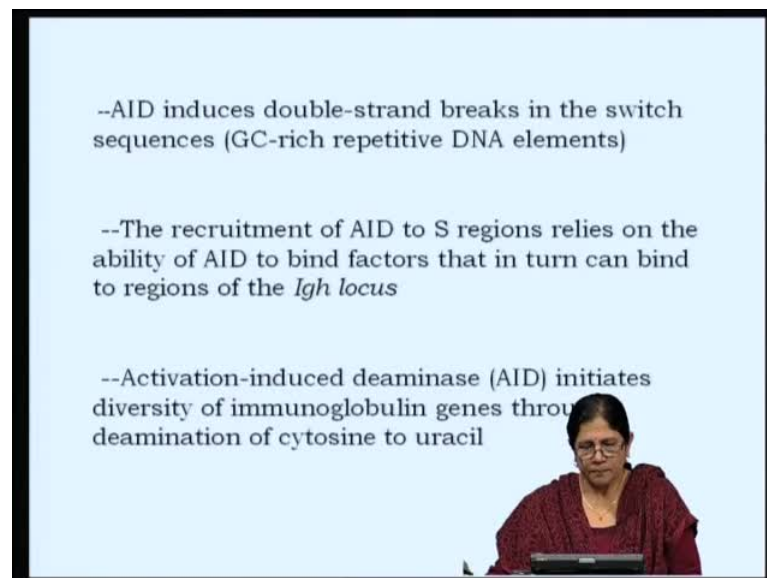 --AID induces double-strand breaks in the switch
sequences (GC-rich repetitive DNA elements)
--The recruitment of AID to S regions relies on the
ability of AID to bind factors that in turn can bind
to regions of the Igh locus
--Activation-induced deaminase (AID) initiates
diversity of immunoglobulin genes throu
deamination of cytosine to uracil